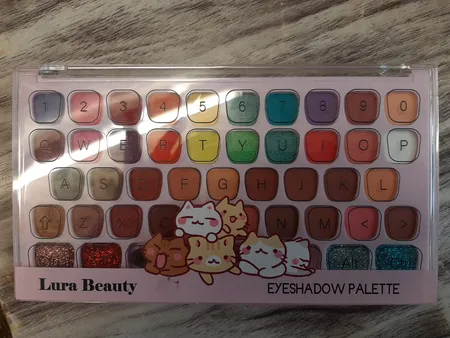 1 2 3 4 5 6 7 8 9 0
Q W E R T Y U I O P
A S D F G H J K L
Z X N M < >
Lura Beauty
EYESHADOW PALETTE